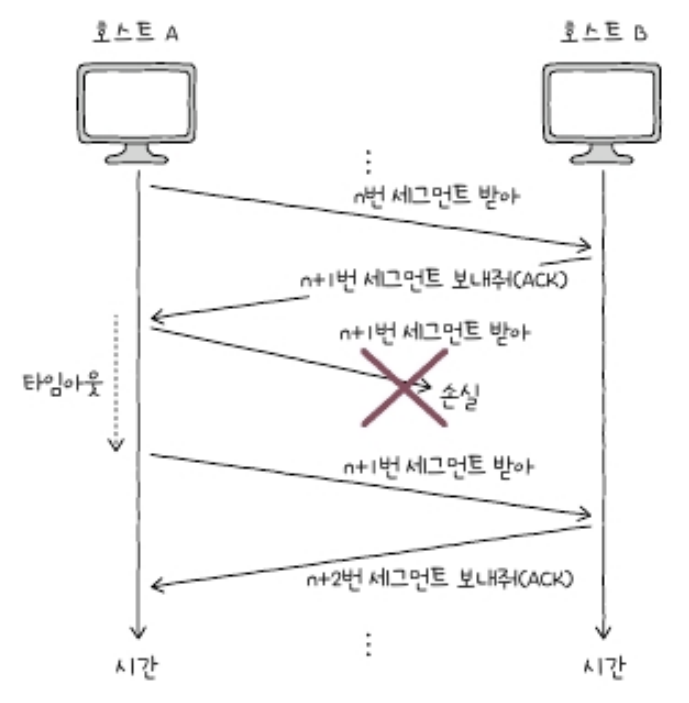 호스트 A
호스트 B
⋮
n번 세그먼트 받아
n+1번 세그먼트 보내줘(ACK)
n+1번 세그먼트 받아
타임아웃
손실
n+1번 세그먼트 받아
n+2번 세그먼트 보내줘(ACK)
⋮
시간
시간